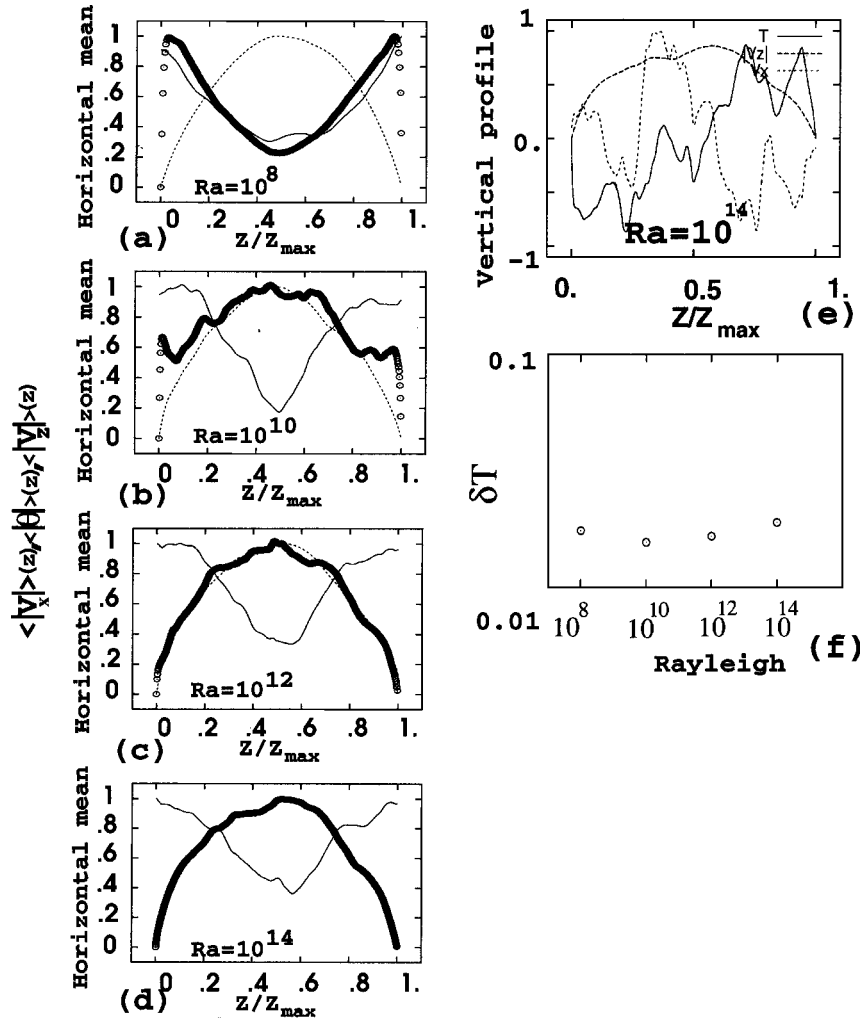 <|V_x|>(z),<|θ|>(z),<|V_z|>(z)
Horizontal mean
1
.8
.6
.4
.2
0
Ra=10^8
0 .2 .4 .6 .8 1.
(a)
z/z_max
Horizontal mean
1
.8
.6
.4
.2
0
Ra=10^10
0 .2 .4 .6 .8 1.
(b)
z/z_max
Horizontal mean
1
.8
.6
.4
.2
0
Ra=10^12
0 .2 .4 .6 .8 1.
(c)
z/z_max
Horizontal mean
1
.8
.6
.4
.2
0
Ra=10^14
0 .2 .4 .6 .8 1.
(d)
z/z_max
Vertical profile
1
0.
−1
T
|Vz|
Vx
Ra=10^14
0. 0.5 1.
Z/Z_max
(e)
δT
0.1
0.01
10^8 10^10 10^12 10^14
Rayleigh
(f)